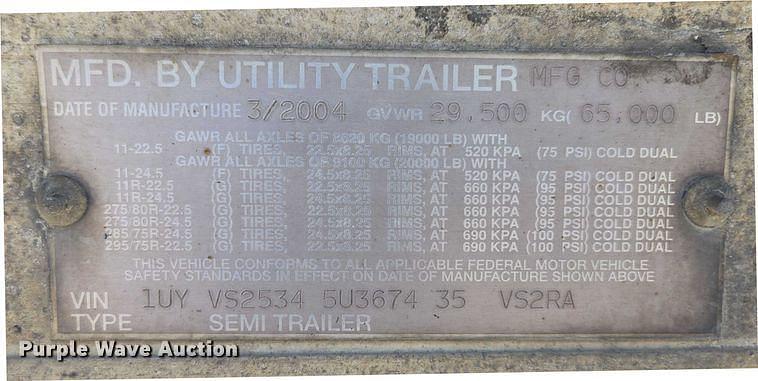 MFD. BY UTILITY TRAILER MFG CO.
DATE OF MANUFACTURE 3/2004 GVWR 29,500 KG( 65,000 LB)
GAWR ALL AXLES OF 8620 KG (19000 LB) WITH
11-22.5 (F) TIRES, 22.5x8.25 RIMS, AT 520 KPA (75 PSI) COLD DUAL
GAWR ALL AXLES OF 9100 KG (20000 LB) WITH
11-24.5 (F) TIRES, 24.5x8.25 RIMS, AT 520 KPA (75 PSI) COLD DUAL
11R-22.5 (G) TIRES, 22.5x8.25 RIMS, AT 660 KPA (95 PSI) COLD DUAL
11R-24.5 (G) TIRES, 24.5x8.25 RIMS, AT 660 KPA (95 PSI) COLD DUAL
275/80R-22.5 (G) TIRES, 22.5x8.25 RIMS, AT 660 KPA (95 PSI) COLD DUAL
275/80R-24.5 (G) TIRES, 24.5x8.25 RIMS, AT 660 KPA (95 PSI) COLD DUAL
285/75R-24.5 (G) TIRES, 24.5x8.25 RIMS, AT 690 KPA (100 PSI) COLD DUAL
295/75R-22.5 (G) TIRES, 22.5x8.25 RIMS, AT 690 KPA (100 PSI) COLD DUAL
THIS VEHICLE CONFORMS TO ALL APPLICABLE FEDERAL MOTOR VEHICLE
SAFETY STANDARDS IN EFFECT ON DATE OF MANUFACTURE SHOWN ABOVE
VIN 1UY VS2534 5U3674 35 VS2RA
TYPE SEMI TRAILER
Purple Wave Auction